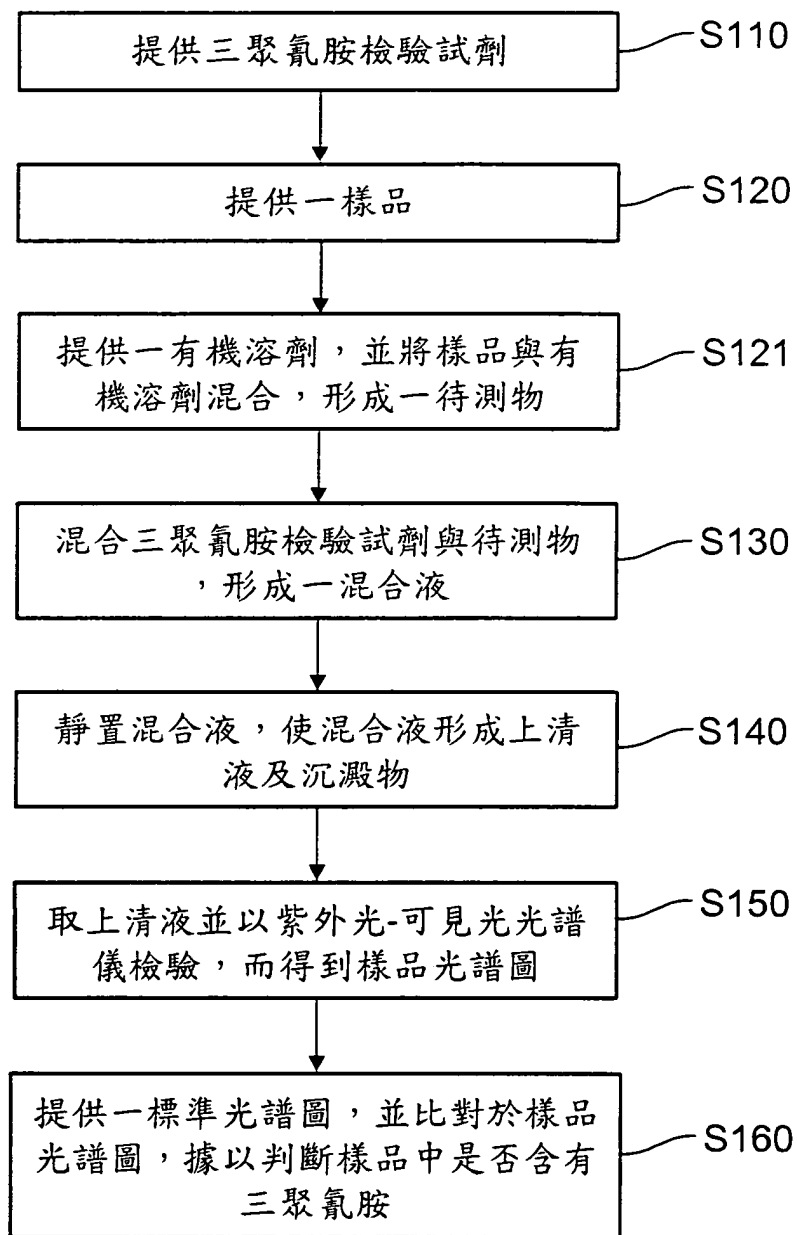 提供三聚氰胺檢驗試劑
S110
提供一樣品
S120
提供一有機溶劑，並將樣品與有
機溶劑混合，形成一待測物
S121
混合三聚氰胺檢驗試劑與待測物
，形成一混合液
S130
靜置混合液，使混合液形成上清
液及沉澱物
S140
取上清液並以紫外光-可見光光譜
儀檢驗，而得到樣品光譜圖
S150
提供一標準光譜圖，並比對於樣品
光譜圖，據以判斷樣品中是否含有
三聚氰胺
S160